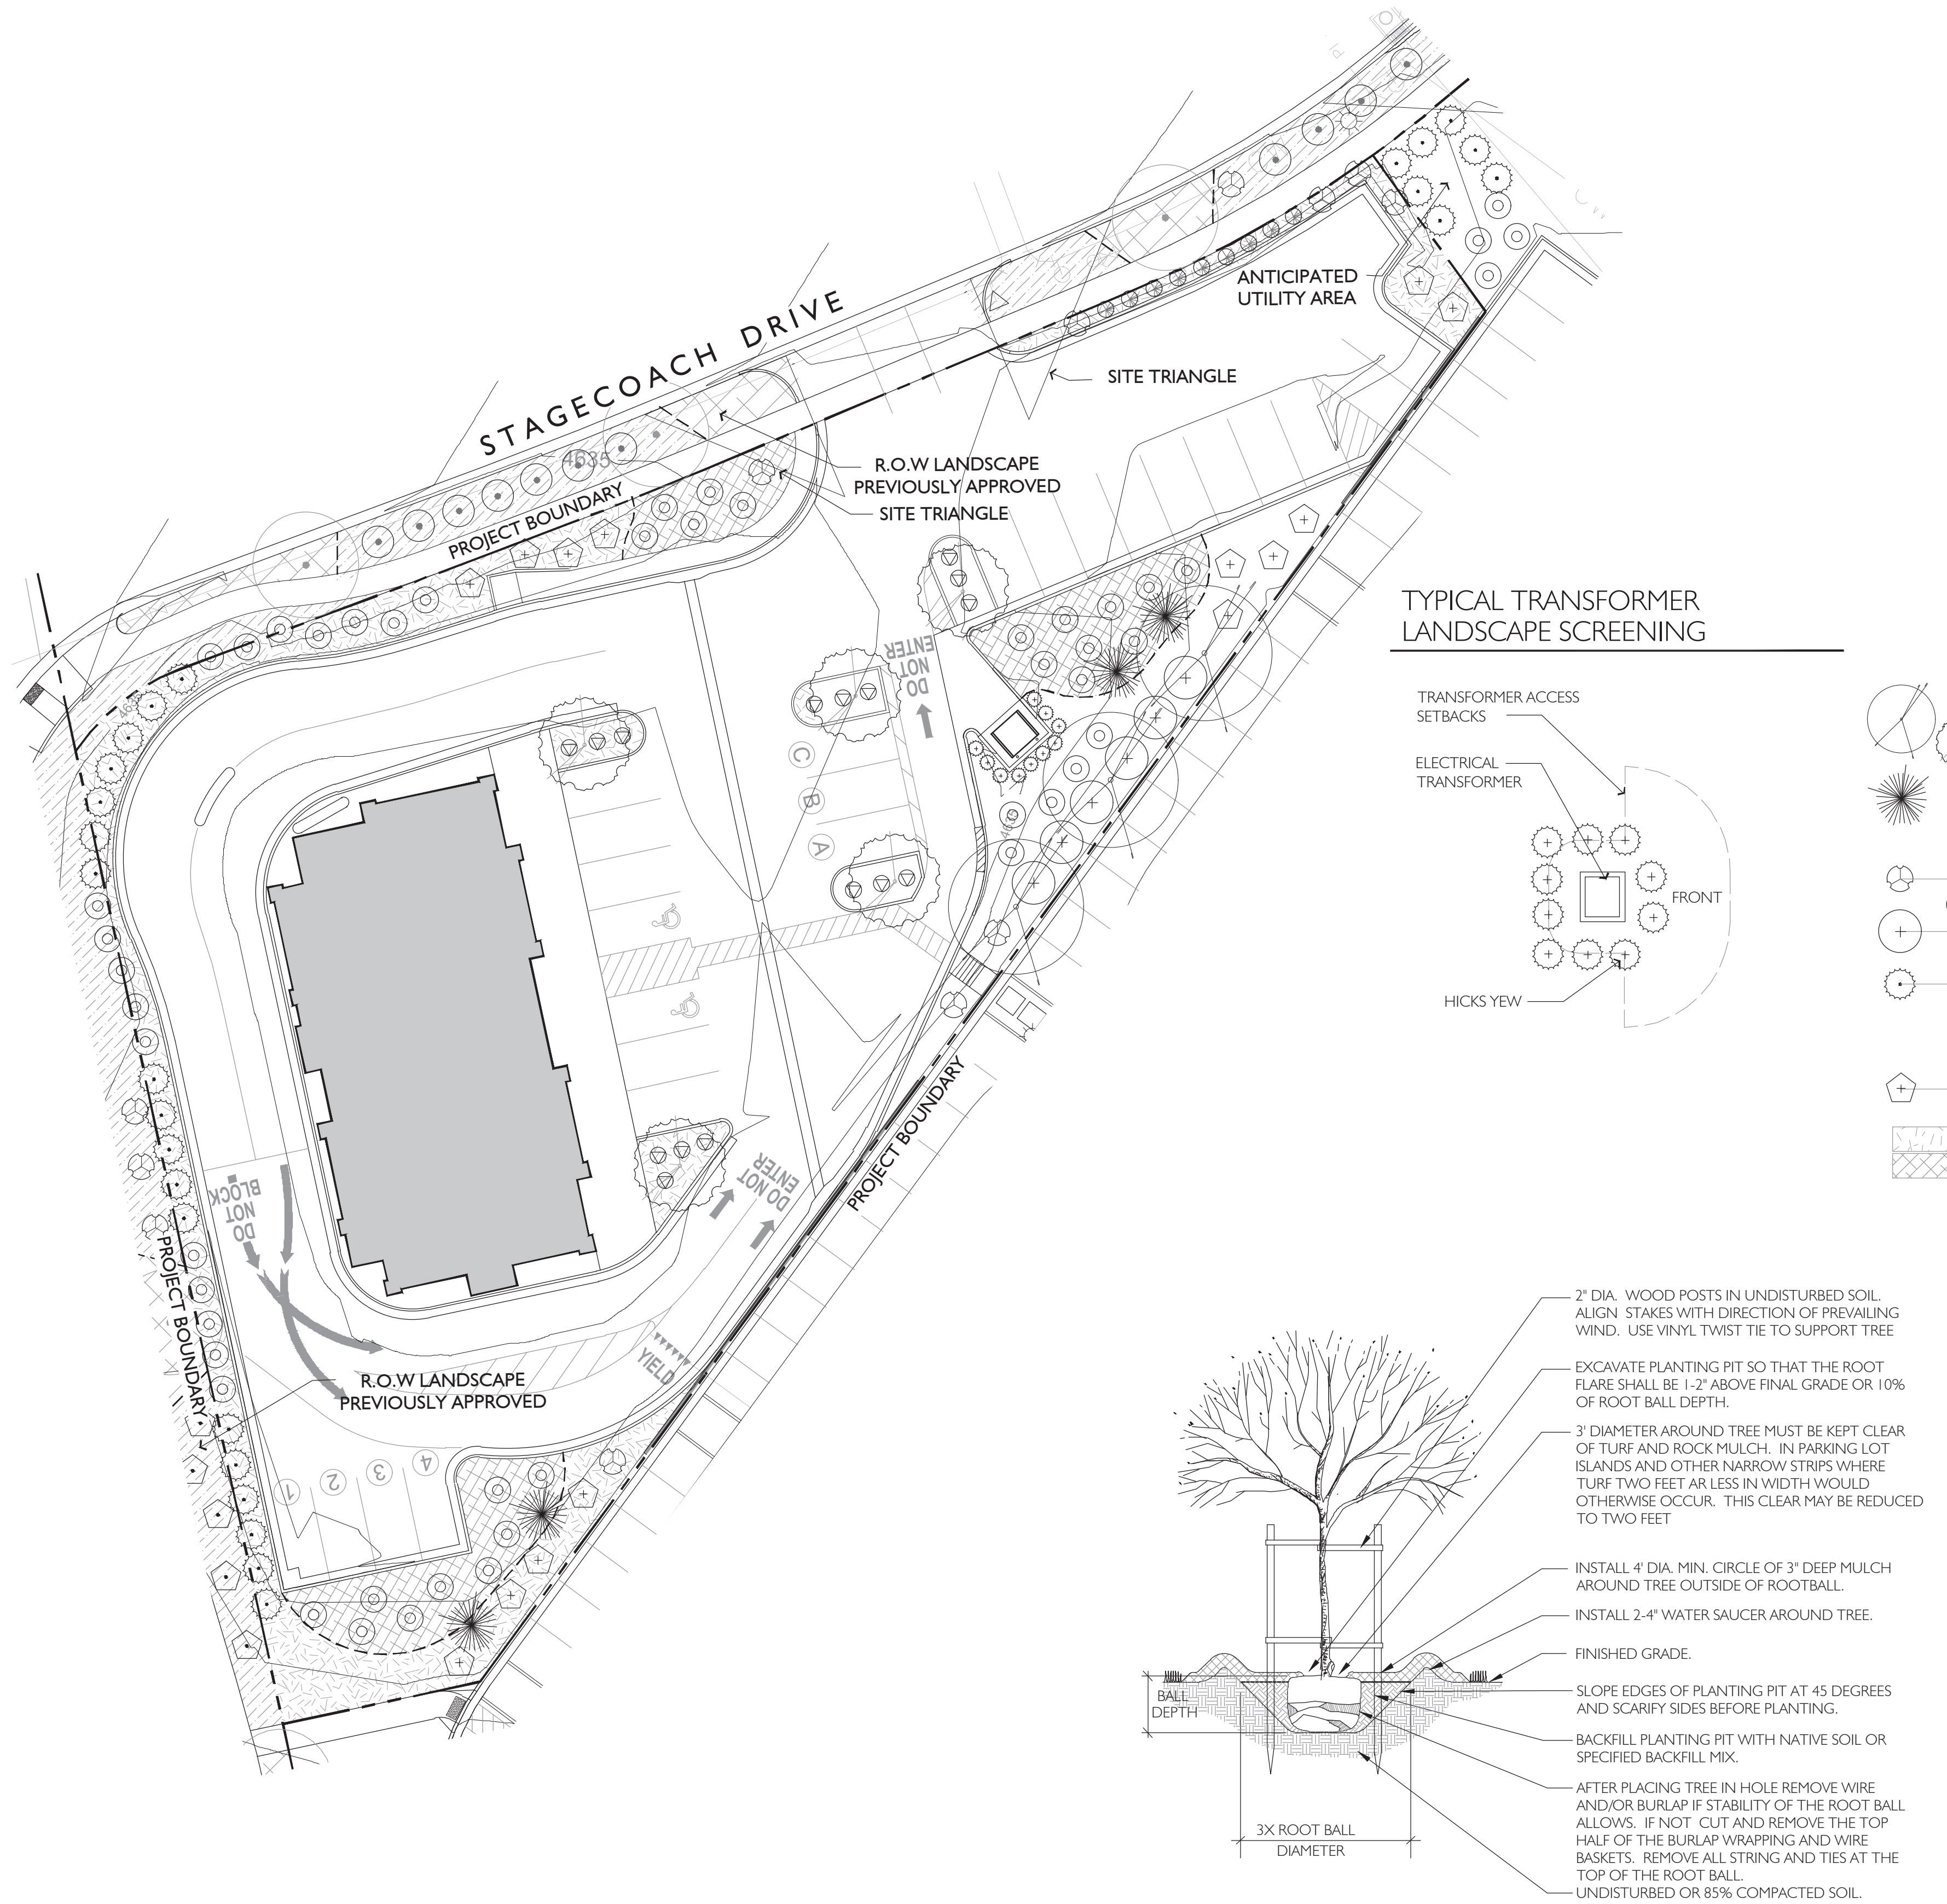 STAGECOACH DRIVE
ANTICIPATED
UTILITY AREA
SITE TRIANGLE
R.O.W LANDSCAPE
PREVIOUSLY APPROVED
SITE TRIANGLE
4635
PROJECT BOUNDARY
DO
NOT
ENTER
C
B
A
TYPICAL TRANSFORMER
LANDSCAPE SCREENING
TRANSFORMER ACCESS
SETBACKS
ELECTRICAL
TRANSFORMER
FRONT
HICKS YEW
PROJECT BOUNDARY
DO NOT
ENTER
DO
NOT
BLOCK
PROJECT BOUNDARY
YIELD
R.O.W LANDSCAPE
PREVIOUSLY APPROVED
1
2
3
4
2" DIA. WOOD POSTS IN UNDISTURBED SOIL.
ALIGN STAKES WITH DIRECTION OF PREVAILING
WIND. USE VINYL TWIST TIE TO SUPPORT TREE
EXCAVATE PLANTING PIT SO THAT THE ROOT
FLARE SHALL BE 1-2" ABOVE FINAL GRADE OR 10%
OF ROOT BALL DEPTH.
3' DIAMETER AROUND TREE MUST BE KEPT CLEAR
OF TURF AND ROCK MULCH. IN PARKING LOT
ISLANDS AND OTHER NARROW STRIPS WHERE
TURF TWO FEET AR LESS IN WIDTH WOULD
OTHERWISE OCCUR. THIS CLEAR MAY BE REDUCED
TO TWO FEET
INSTALL 4' DIA. MIN. CIRCLE OF 3" DEEP MULCH
AROUND TREE OUTSIDE OF ROOTBALL.
INSTALL 2-4" WATER SAUCER AROUND TREE.
FINISHED GRADE.
SLOPE EDGES OF PLANTING PIT AT 45 DEGREES
AND SCARIFY SIDES BEFORE PLANTING.
BACKFILL PLANTING PIT WITH NATIVE SOIL OR
SPECIFIED BACKFILL MIX.
AFTER PLACING TREE IN HOLE REMOVE WIRE
AND/OR BURLAP IF STABILITY OF THE ROOT BALL
ALLOWS. IF NOT CUT AND REMOVE THE TOP
HALF OF THE BURLAP WRAPPING AND WIRE
BASKETS. REMOVE ALL STRING AND TIES AT THE
TOP OF THE ROOT BALL.
UNDISTURBED OR 85% COMPACTED SOIL.
BALL
DEPTH
3X ROOT BALL
DIAMETER